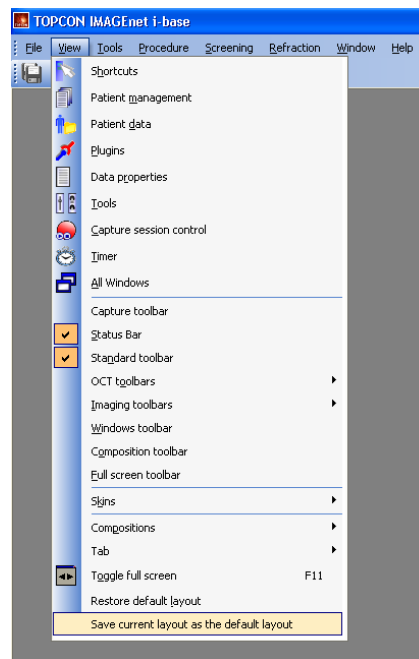 TOPCON IMAGEnet i-base
File View Tools Procedure Screening Refraction Window Help
Shortcuts
Patient management
Patient data
Plugins
Data properties
Tools
Capture session control
Timer
All Windows
Capture toolbar
Status Bar
Standard toolbar
OCT toolbars
Imaging toolbars
Windows toolbar
Composition toolbar
Full screen toolbar
Skins
Compositions
Tab
Toggle full screen F11
Restore default layout
Save current layout as the default layout